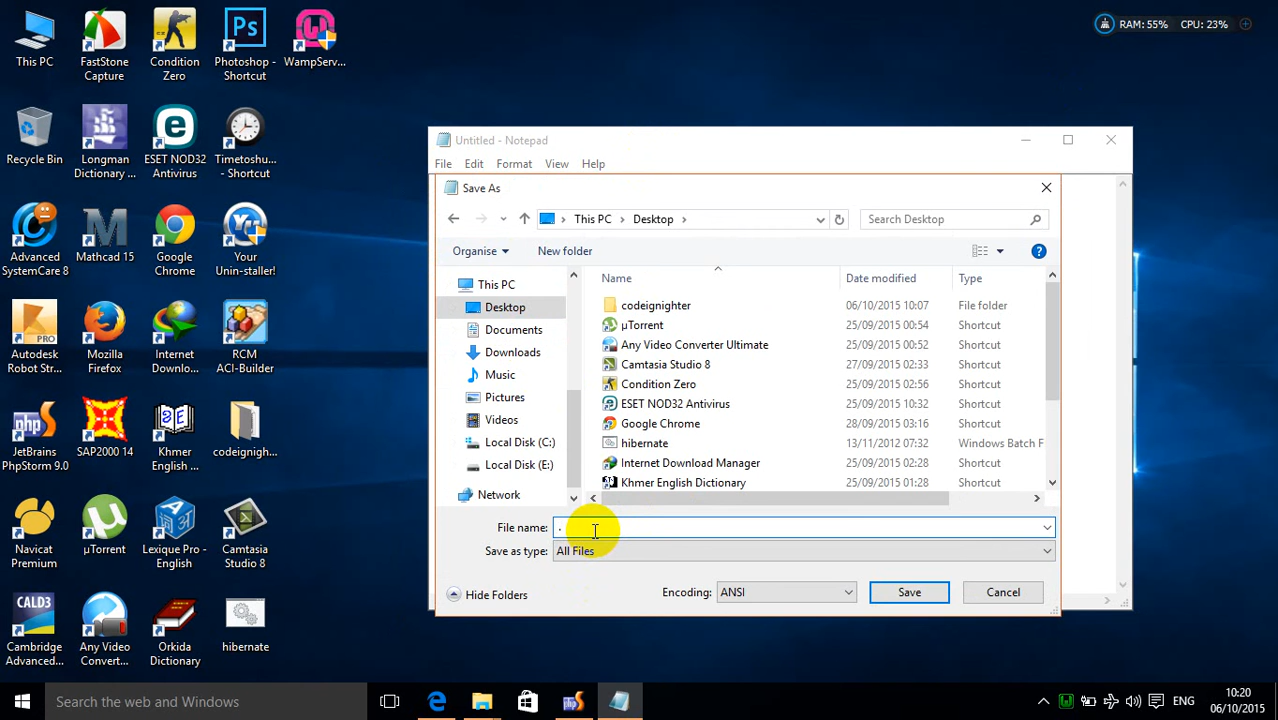 This PC
FastStone
Capture
Condition
Zero
Photoshop -
Shortcut
WampServ...
Recycle Bin
Longman
Dictionary ...
ESET NOD32
Antivirus
Timetoshu...
- Shortcut
Advanced
SystemCare 8
Mathcad 15
Google
Chrome
Your
Unin-staller!
Autodesk
Robot Str...
Mozilla
Firefox
Internet
Downlo...
RCM
ACI-Builder
JetBrains
PhpStorm 9.0
SAP2000 14
Khmer
English ...
codeignigh...
Navicat
Premium
µTorrent
Lexique Pro -
English
Camtasia
Studio 8
Cambridge
Advanced...
Any Video
Convert...
Orkida
Dictionary
hibernate
RAM: 55% CPU: 23%
Untitled - Notepad
File Edit Format View Help
Save As
This PC Desktop
Search Desktop
Organise New folder
Name Date modified Type
This PC
Desktop
Documents
Downloads
Music
Pictures
Videos
Local Disk (C:)
Local Disk (E:)
Network
codeignighter 06/10/2015 10:07 File folder
µTorrent 25/09/2015 00:54 Shortcut
Any Video Converter Ultimate 25/09/2015 00:52 Shortcut
Camtasia Studio 8 27/09/2015 02:33 Shortcut
Condition Zero 25/09/2015 02:56 Shortcut
ESET NOD32 Antivirus 25/09/2015 10:32 Shortcut
Google Chrome 28/09/2015 03:16 Shortcut
hibernate 13/11/2012 07:32 Windows Batch F
Internet Download Manager 25/09/2015 02:28 Shortcut
Khmer English Dictionary 25/09/2015 01:28 Shortcut
File name: .
Save as type: All Files
Hide Folders Encoding: ANSI Save Cancel
Search the web and Windows
ENG
10:20
06/10/2015